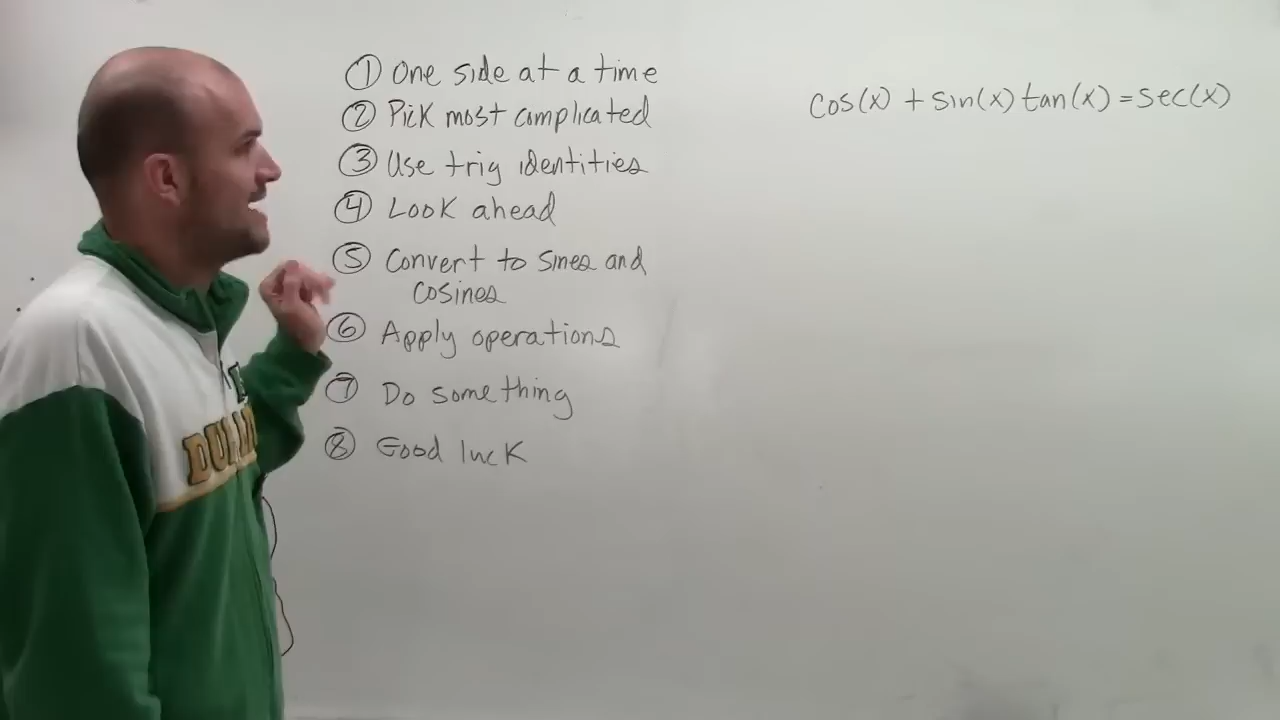 ① One side at a time
② Pick most complicated
③ Use trig identities
④ Look ahead
⑤ Convert to sines and
cosines
⑥ Apply operations
⑦ Do something
⑧ Good luck
cos(x) + sin(x) tan(x) = sec(x)